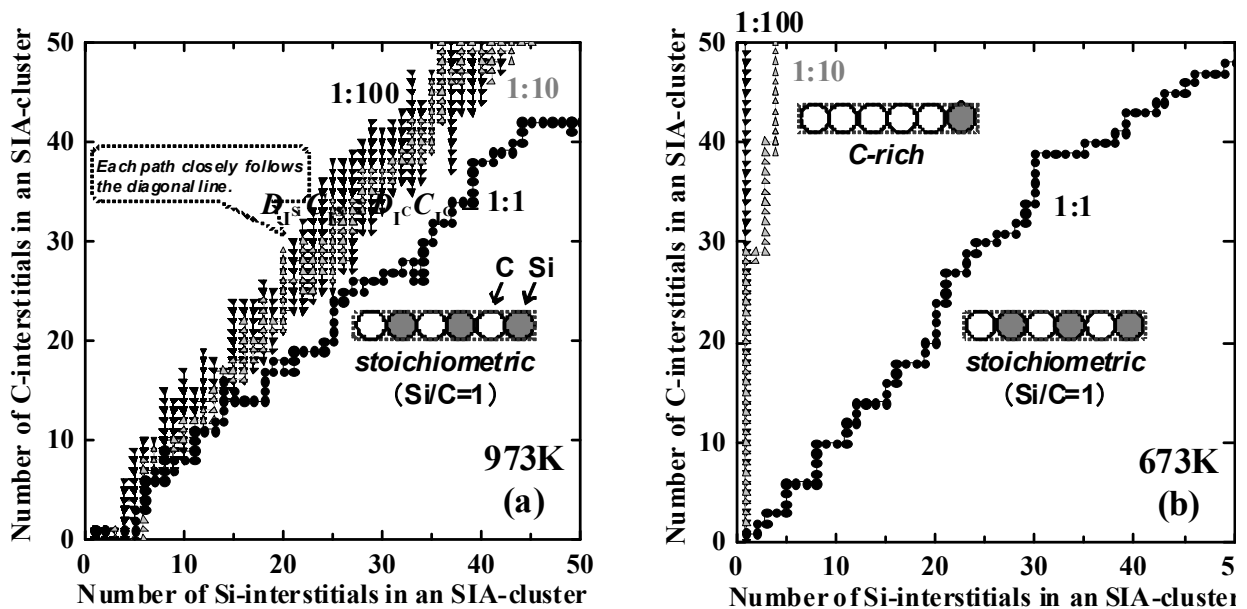 Number of C-interstitials in an SIA-cluster
50
40
30
20
10
0
1:100
1:10
Each path closely follows
the diagonal line.
1:1
C Si
stoichiometric
（Si/C=1）
973K
(a)
0 10 20 30 40 50
Number of Si-interstitials in an SIA-cluster
1:100
Number of C-interstitials in an SIA-cluster
50
40
30
20
10
0
1:10
C-rich
1:1
stoichiometric
（Si/C=1）
673K
(b)
0 10 20 30 40 5
Number of Si-interstitials in an SIA-cluster